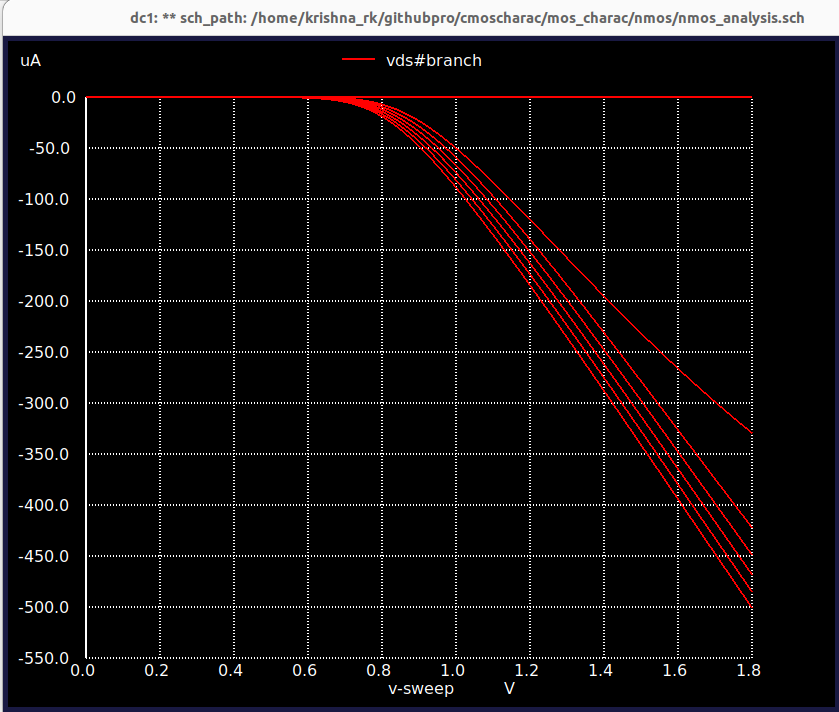 dc1: ** sch_path: /home/krishna_rk/githubpro/cmoscharac/mos_charac/nmos/nmos_analysis.sch
uA
vds#branch
0.0
-50.0
-100.0
-150.0
-200.0
-250.0
-300.0
-350.0
-400.0
-450.0
-500.0
-550.0
0.0 0.2 0.4 0.6 0.8 1.0 1.2 1.4 1.6 1.8
v-sweep V